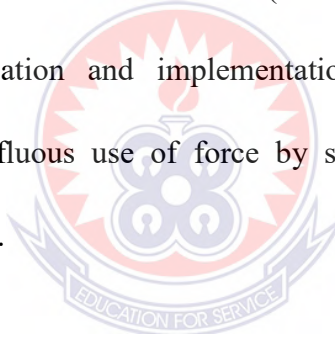 (
ation and implementatio
fluous use of force by s
.
EDUCATION FOR SERVICE